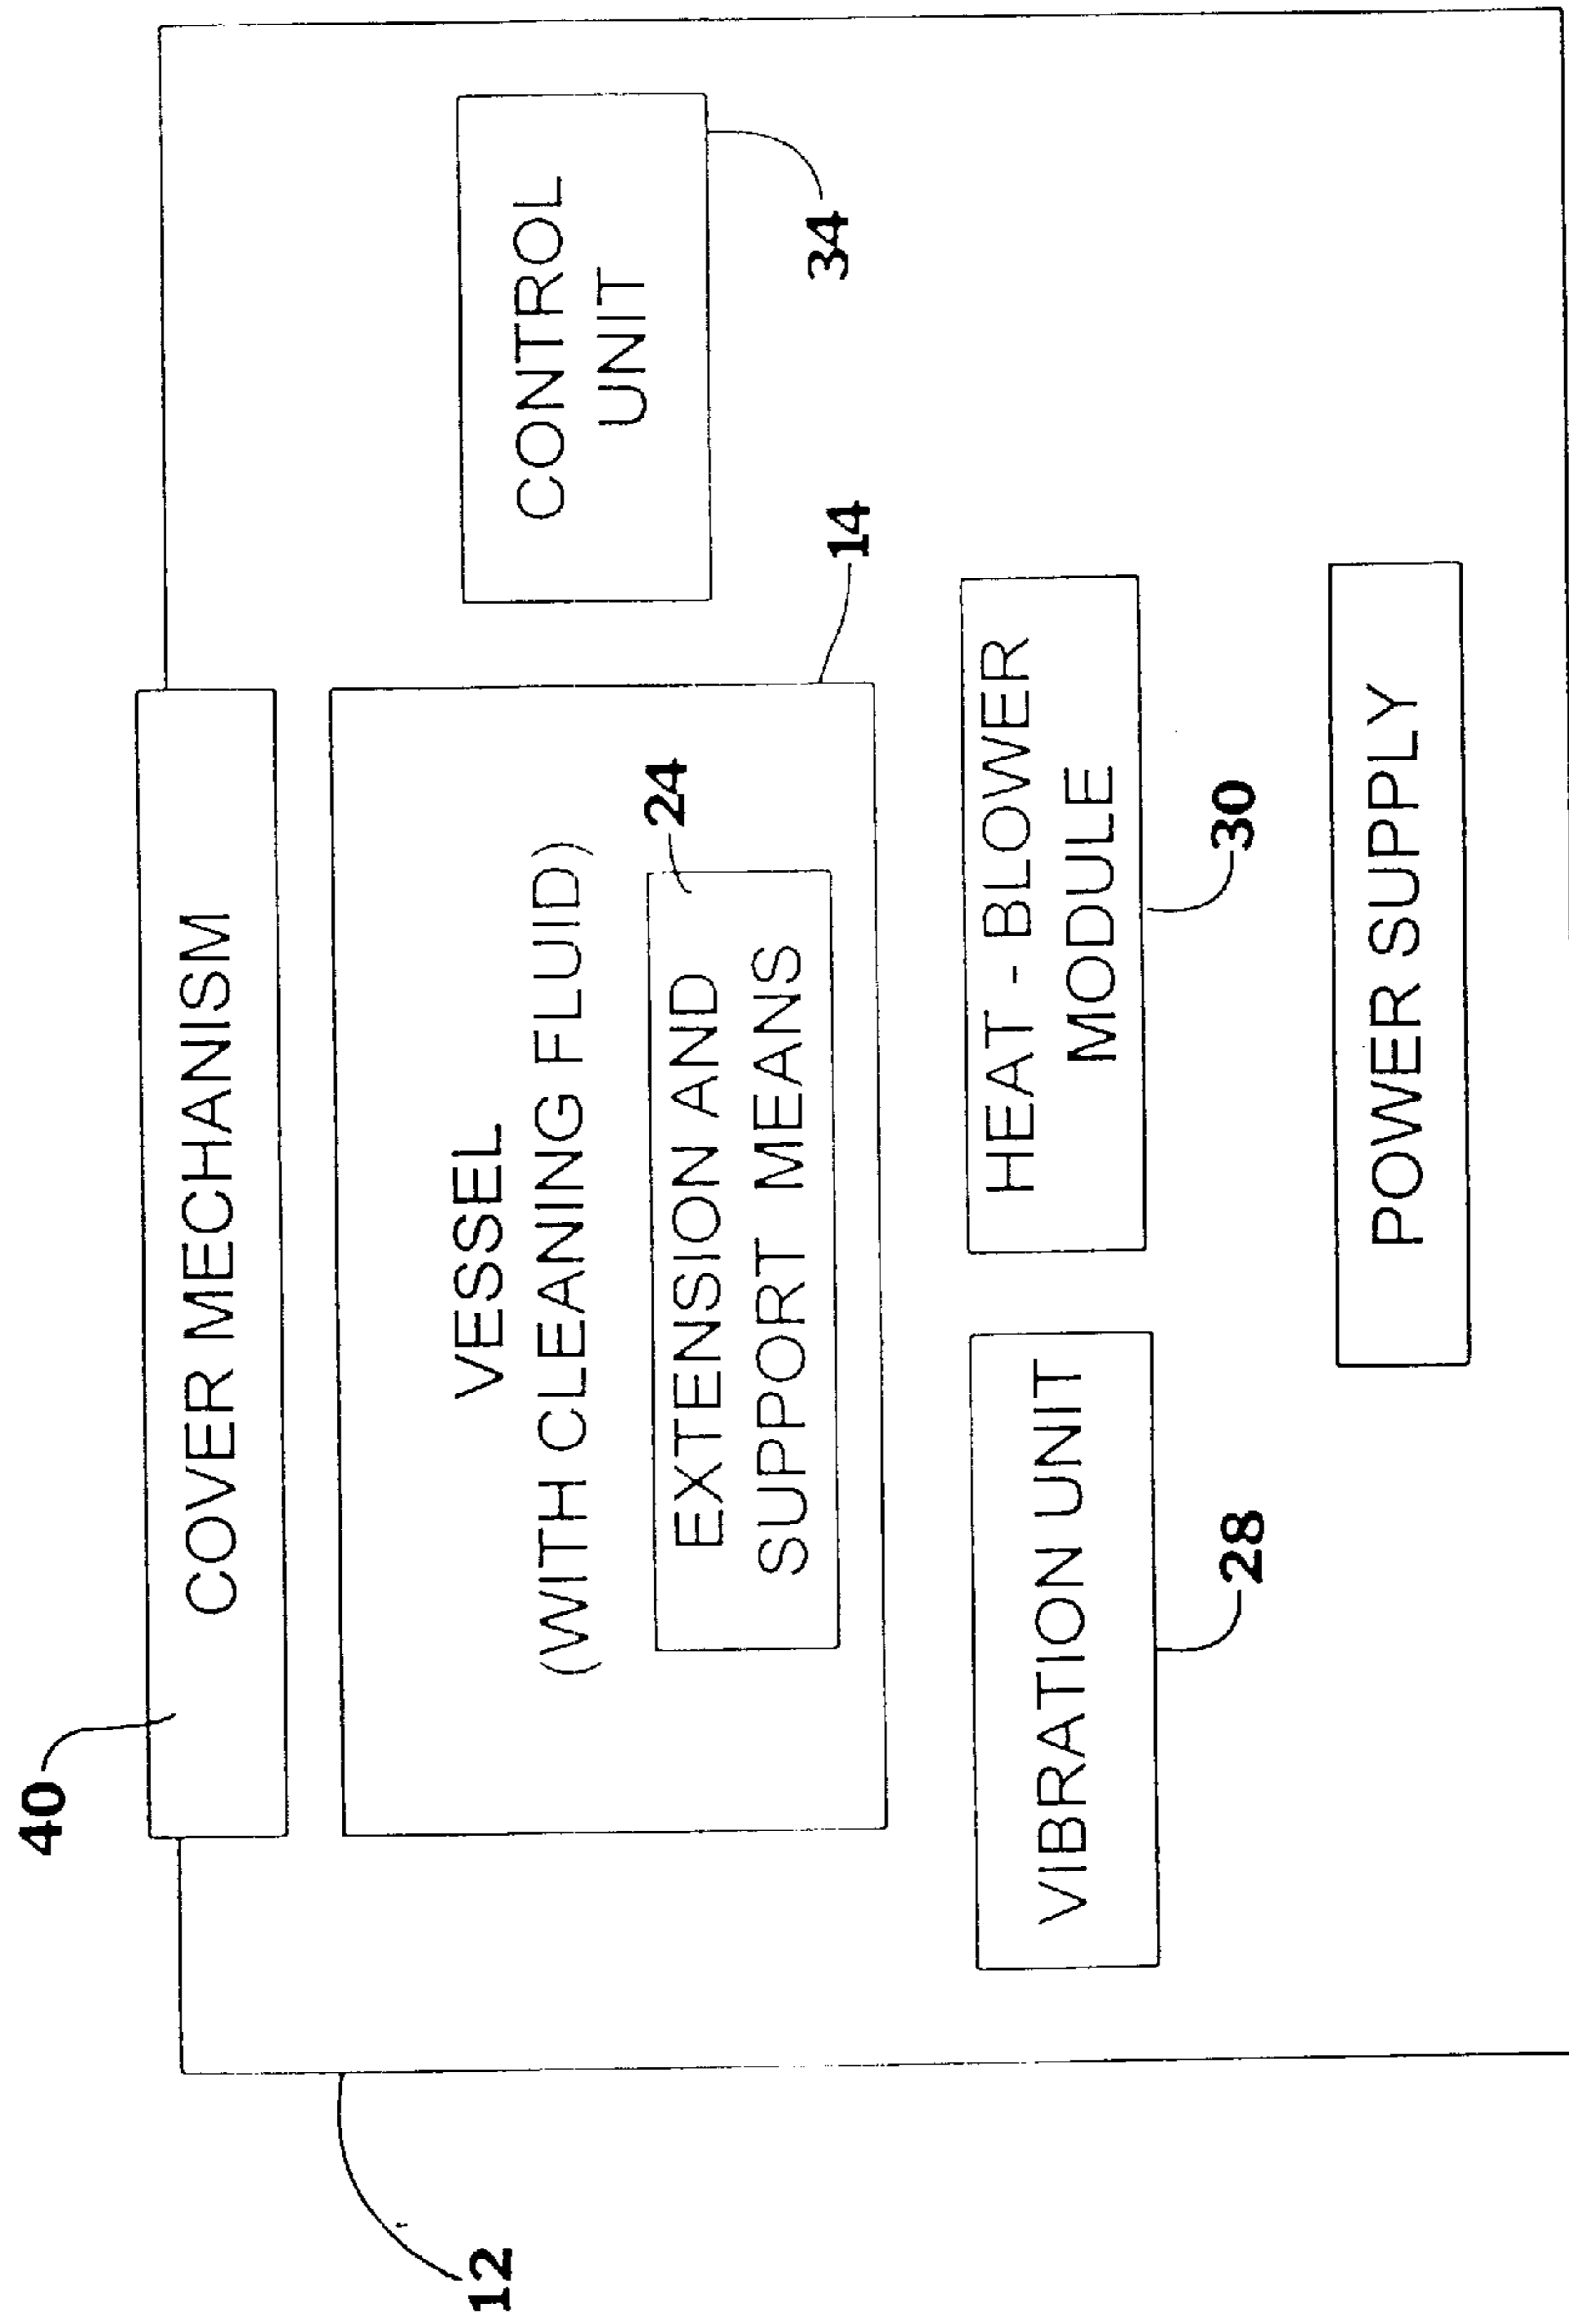 40
COVER MECHANISM
12
VESSEL
(WITH CLEANING FLUID)
EXTENSION AND
SUPPORT MEANS
24
14
CONTROL
UNIT
34
VIBRATION UNIT
28
HEAT - BLOWER
MODULE
30
POWER SUPPLY